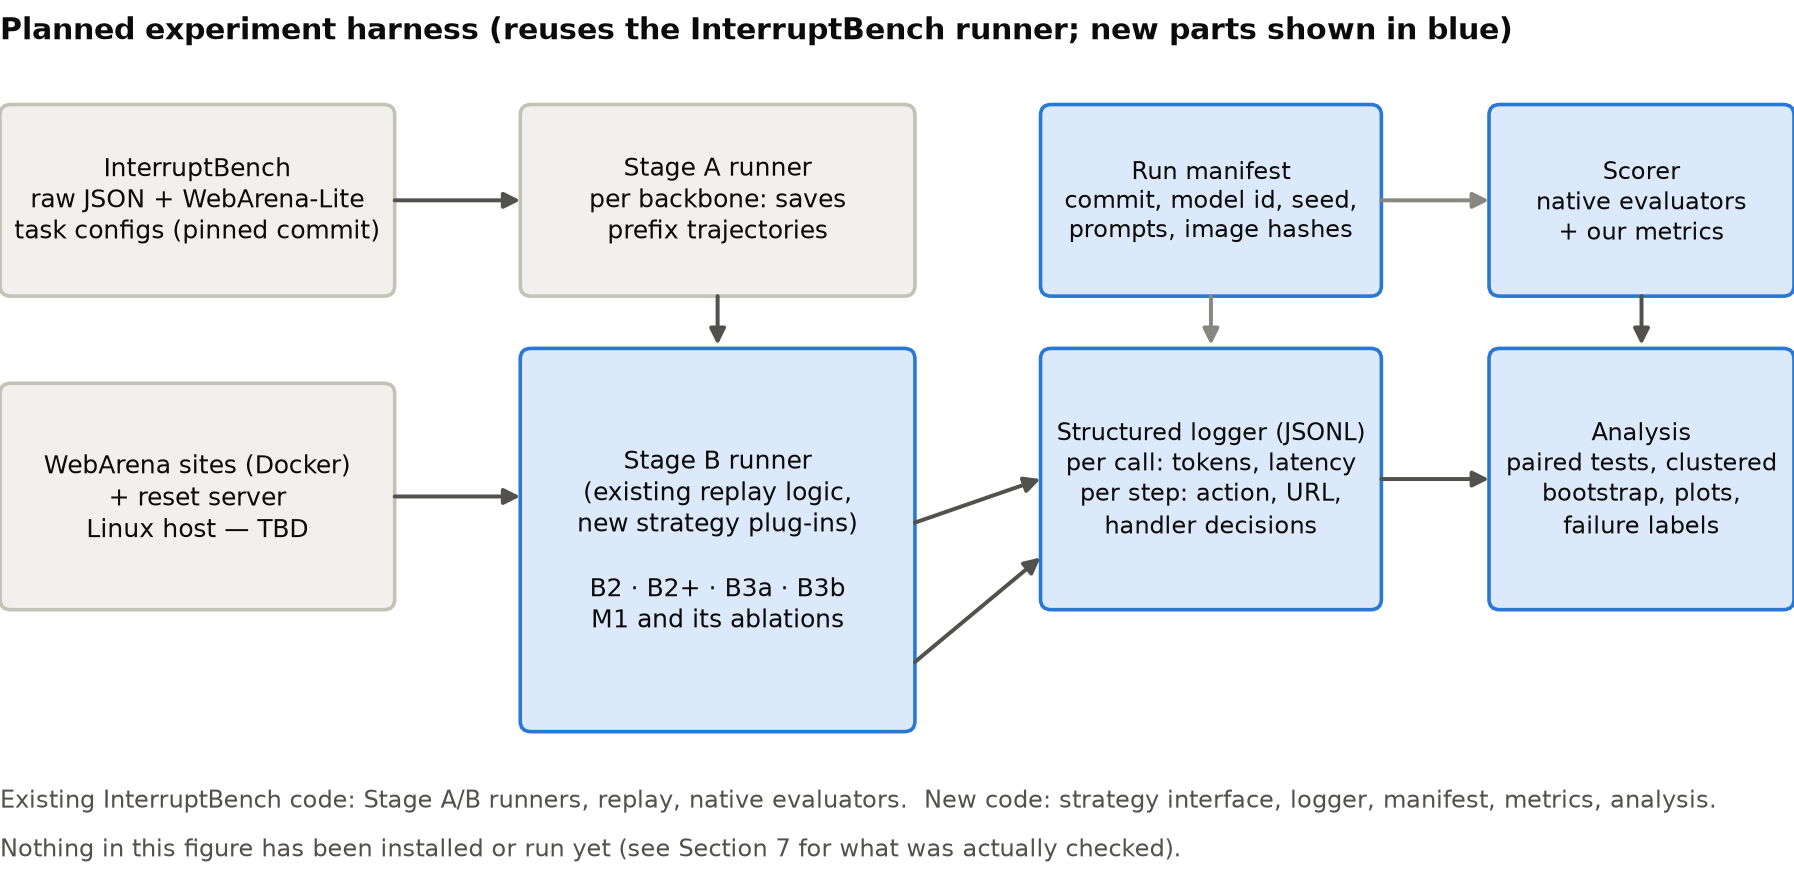 Planned experiment harness (reuses the InterruptBench runner; new parts shown in blue)
InterruptBench
raw JSON + WebArena-Lite
task configs (pinned commit)
Stage A runner
per backbone: saves
prefix trajectories
Run manifest
commit, model id, seed,
prompts, image hashes
Scorer
native evaluators
+ our metrics
WebArena sites (Docker)
+ reset server
Linux host — TBD
Stage B runner
(existing replay logic,
new strategy plug-ins)
B2 · B2+ · B3a · B3b
M1 and its ablations
Structured logger (JSONL)
per call: tokens, latency
per step: action, URL,
handler decisions
Analysis
paired tests, clustered
bootstrap, plots,
failure labels
Existing InterruptBench code: Stage A/B runners, replay, native evaluators.  New code: strategy interface, logger, manifest, metrics, analysis.
Nothing in this figure has been installed or run yet (see Section 7 for what was actually checked).